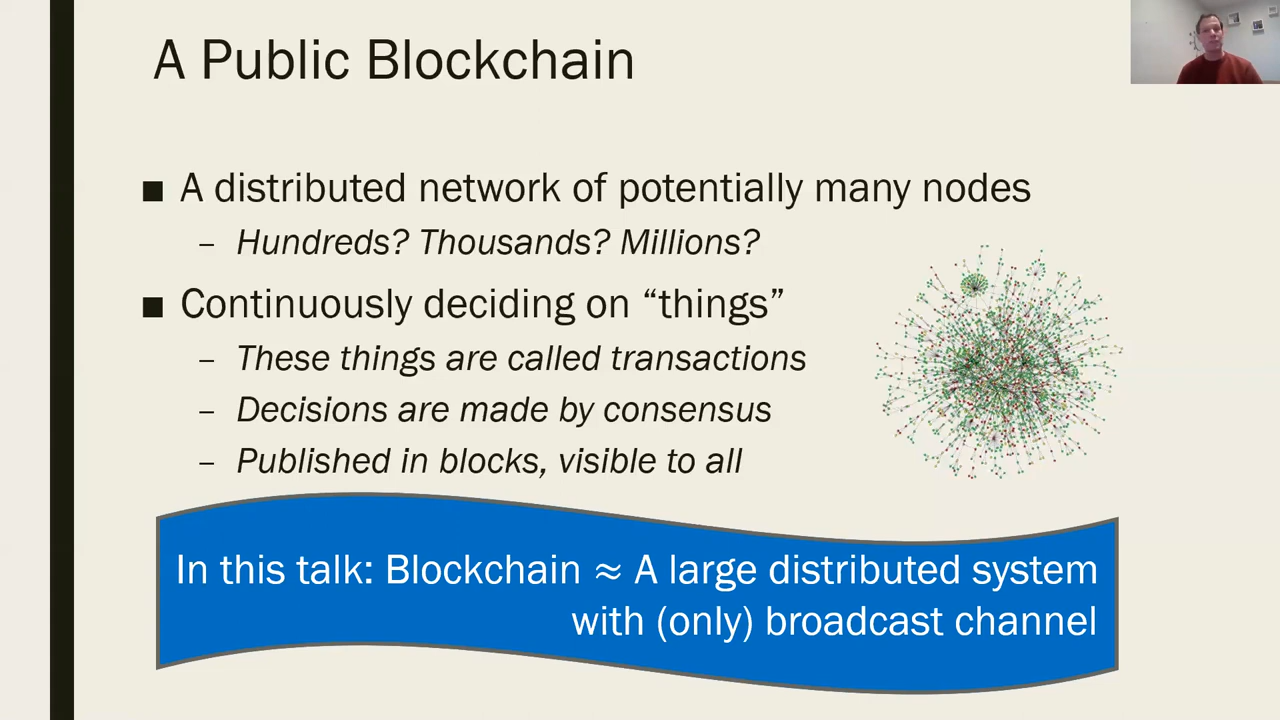 A Public Blockchain
■ A distributed network of potentially many nodes
– Hundreds? Thousands? Millions?
■ Continuously deciding on “things”
– These things are called transactions
– Decisions are made by consensus
– Published in blocks, visible to all
In this talk: Blockchain ≈ A large distributed system
with (only) broadcast channel